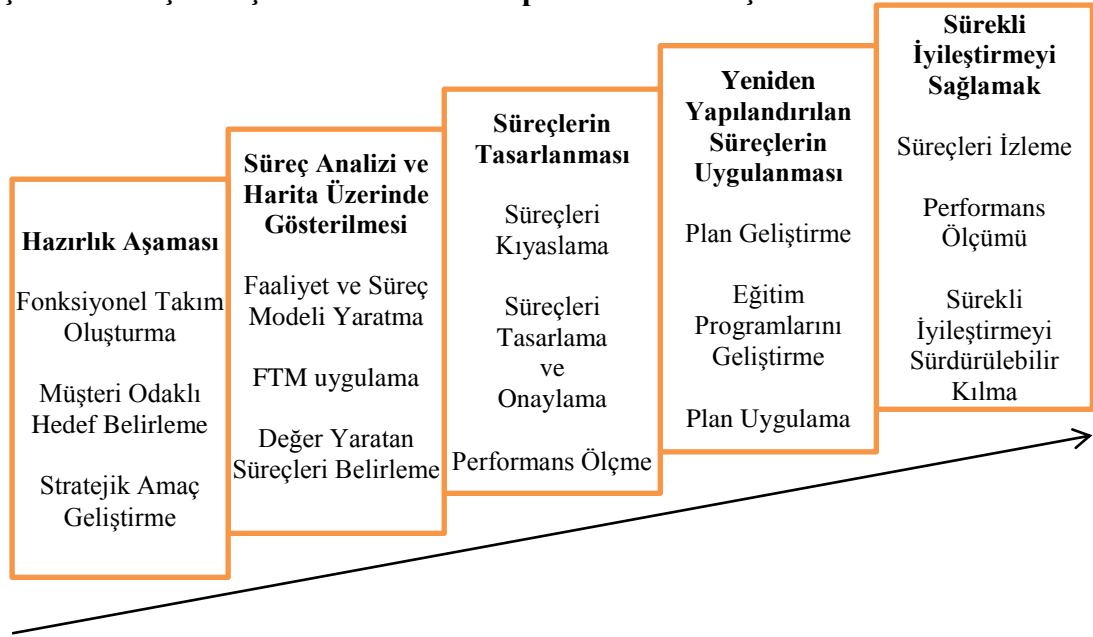 Hazırlık Aşaması
Fonksiyonel Takım
Oluşturma
Müşteri Odaklı
Hedef Belirleme
Stratejik Amaç
Geliştirme
Süreç Analizi ve
Harita Üzerinde
Gösterilmesi
Faaliyet ve Süreç
Modeli Yaratma
FTM uygulama
Değer Yaratan
Süreçleri Belirleme
Süreçlerin
Tasarlanması
Süreçleri
Kıyaslama
Süreçleri
Tasarlama
ve
Onaylama
Performans Ölçme
Yeniden
Yapılandırılan
Süreçlerin
Uygulanması
Plan Geliştirme
Eğitim
Programlarını
Geliştirme
Plan Uygulama
Sürekli
İyileştirmeyi
Sağlamak
Süreçleri İzleme
Performans
Ölçümü
Sürekli
İyileştirmeyi
Sürdürülebilir
Kılma